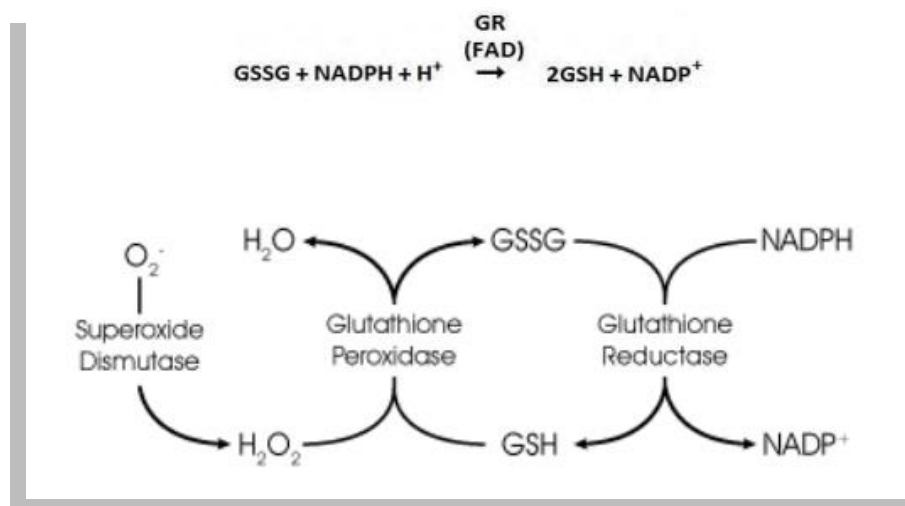 GR
(FAD)
GSSG + NADPH + H⁺ → 2GSH + NADP⁺
H₂O
GSSG
NADPH
O₂⁻
Superoxide
Dismutase
Glutathione
Peroxidase
Glutathione
Reductase
H₂O₂
GSH
NADP⁺